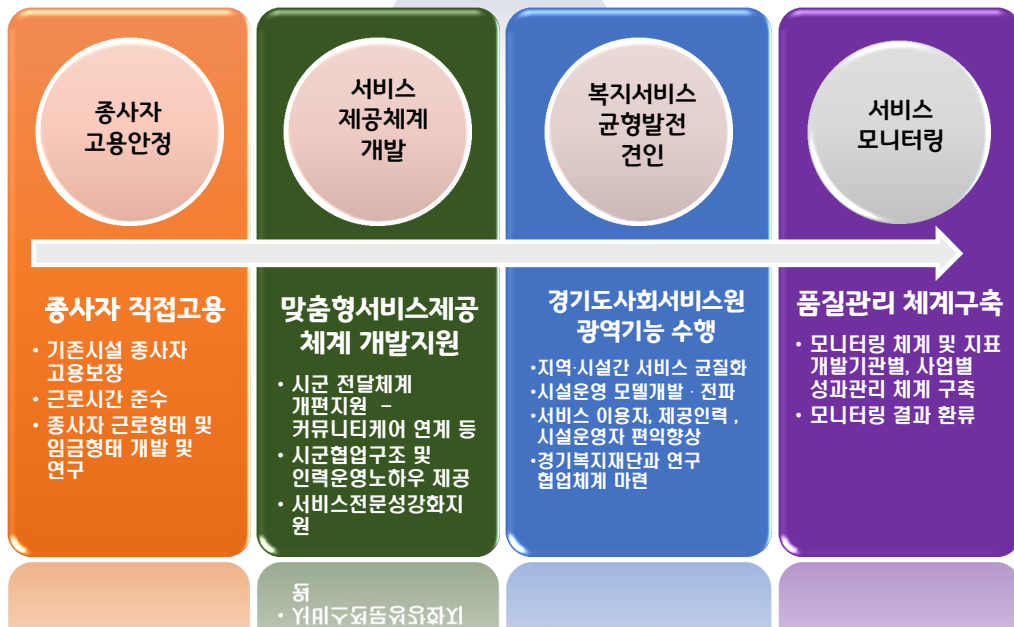 종사자
고용안정
종사자 직접고용
• 기존시설 종사자
고용보장
• 근로시간 준수
• 종사자 근로형태 및
임금형태 개발 및
연구
서비스
제공체계
개발
맞춤형서비스제공
체계 개발지원
• 시군 전달체계
개편지원 –
커뮤니티케어 연계 등
• 시군협업구조 및
인력운영노하우 제공
• 서비스전문성강화지
원
복지서비스
균형발전
견인
경기도사회서비스원
광역기능 수행
•지역·시설간 서비스 균질화
•시설운영 모델개발 · 전파
•서비스 이용자, 제공인력 ,
시설운영자 편익향상
•경기복지재단과 연구
협업체계 마련
서비스
모니터링
품질관리 체계구축
• 모니터링 체계 및 지표
개발기관별, 사업별
성과관리 체계 구축
• 모니터링 결과 환류